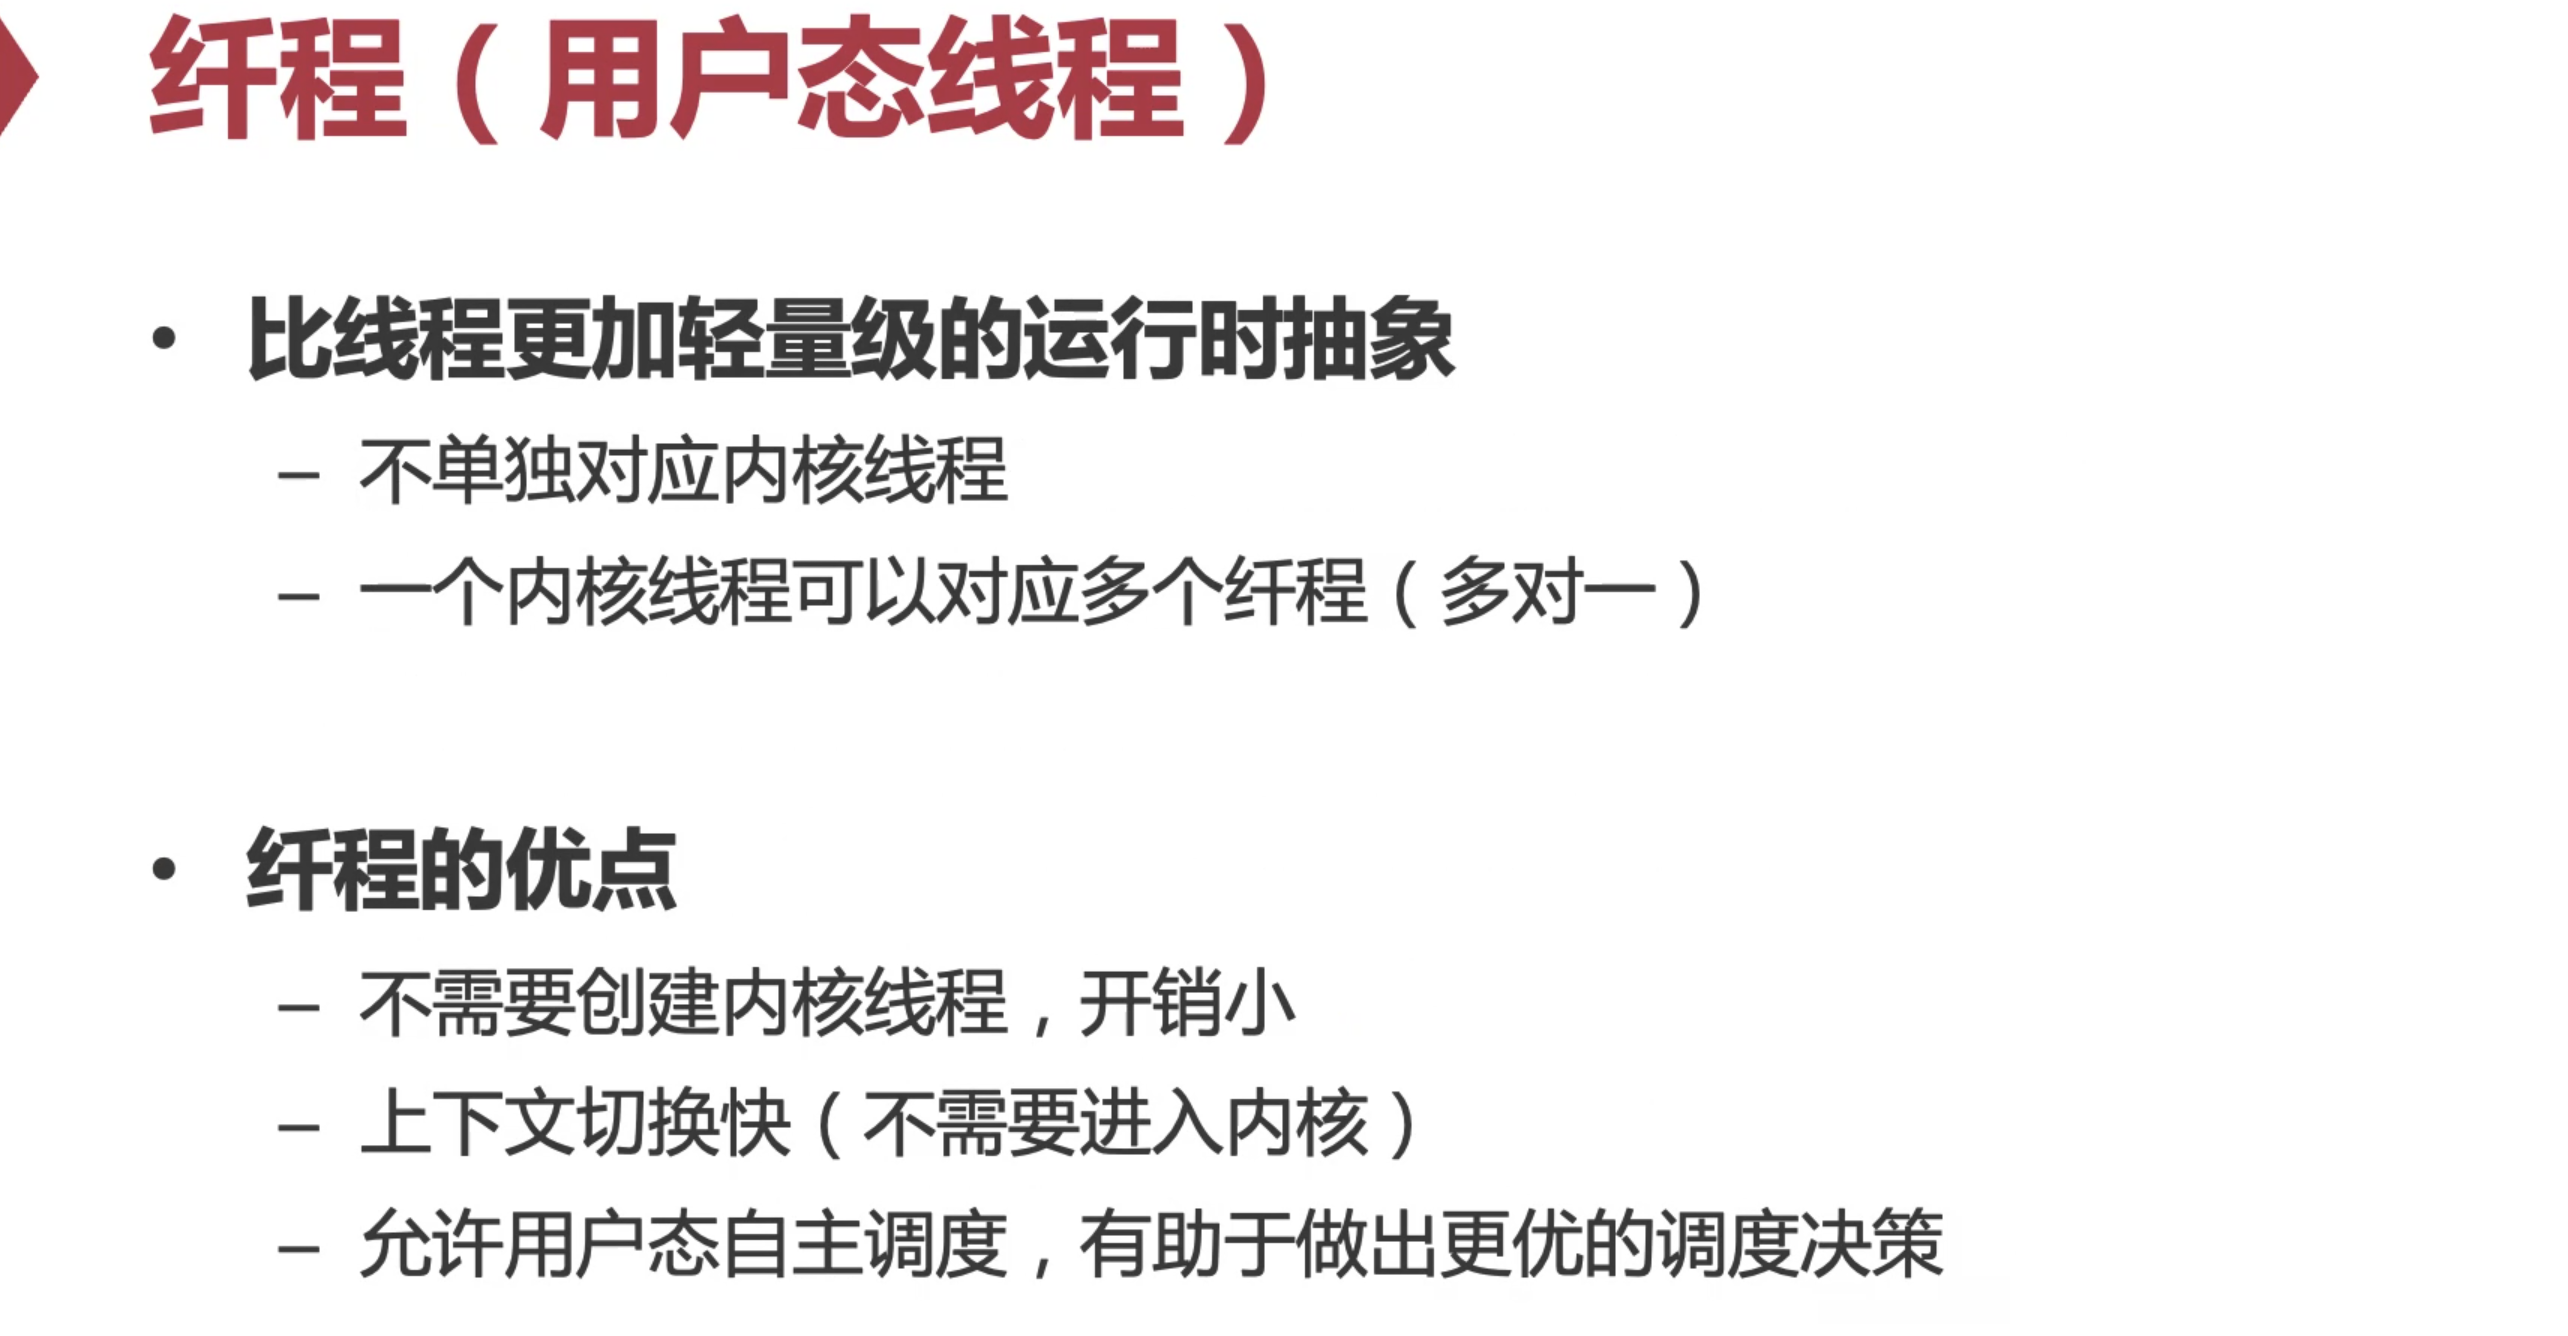 纤程（用户态线程）
• 比线程更加轻量级的运行时抽象
– 不单独对应内核线程
– 一个内核线程可以对应多个纤程（多对一）
• 纤程的优点
– 不需要创建内核线程，开销小
– 上下文切换快（不需要进入内核）
– 允许用户态自主调度，有助于做出更优的调度决策